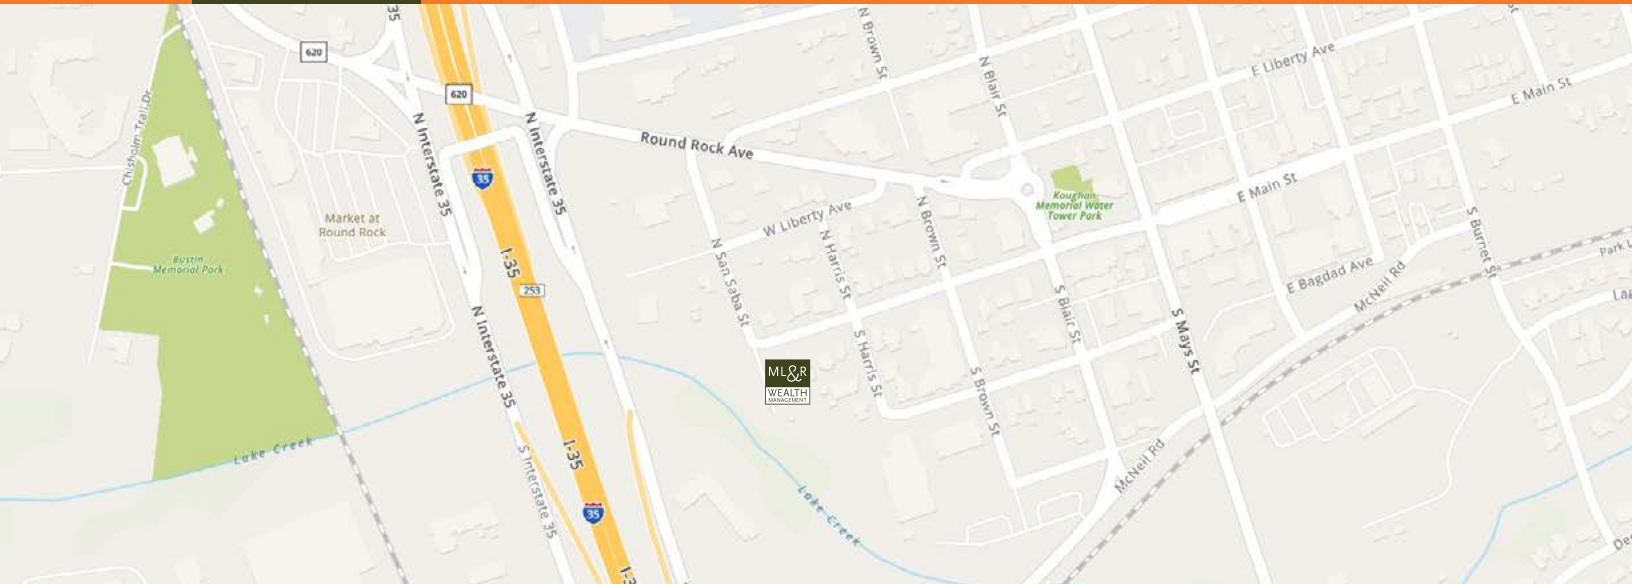 35
N Brown St
620
N Blair St
E Liberty Ave
E Main St
620
Chisholm Trail Dr
N Interstate 35
N Interstate 35
Round Rock Ave
35
Market at
Round Rock
Koughan
Memorial Water
Tower Park
E Main St
W Liberty Ave
N Brown St
N Harris St
N San Saba St
Bustin
Memorial Park
I-35
253
S Burnet St
Park L
E Bagdad Ave
McNeil Rd
S Blair St
S Mays St
N Interstate 35
S Harris St
ML&R
WEALTH
MANAGEMENT
S Brown St
Lake Creek
I-35
S Interstate 35
McNeil Rd
Lake Creek
35